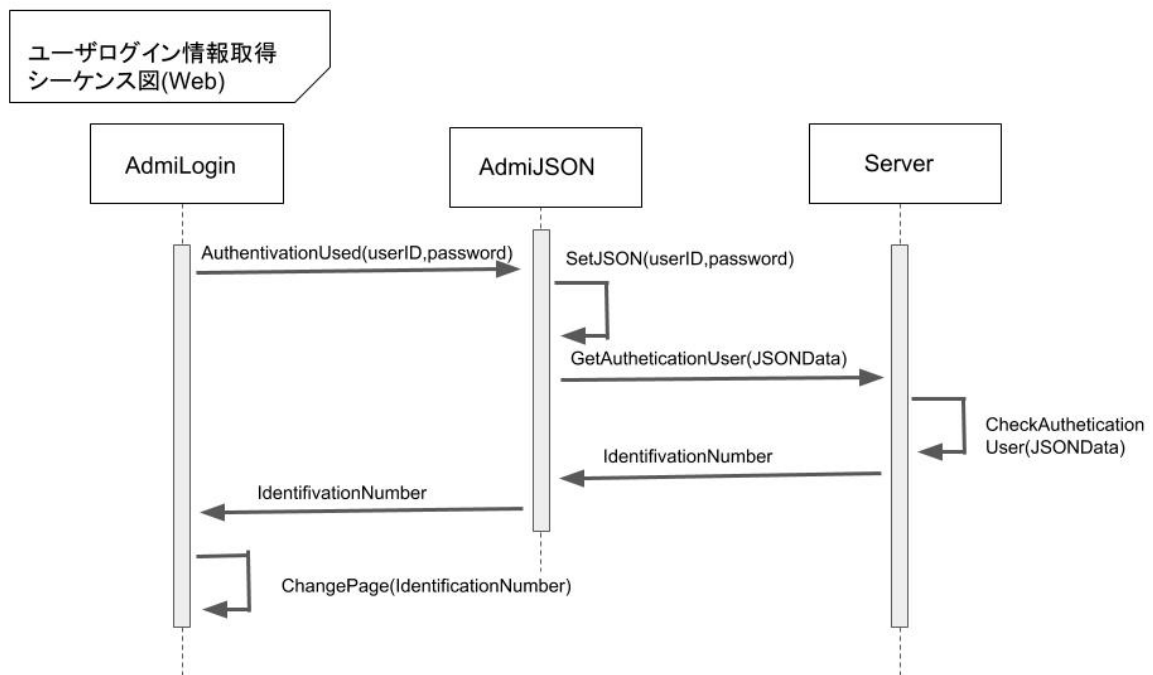 ユーザログイン情報取得
シーケンス図(Web)
AdmiLogin
AdmiJSON
Server
AuthentivationUsed(userID,password)
SetJSON(userID,password)
GetAutheticationUser(JSONData)
CheckAuthetication
User(JSONData)
IdentifivationNumber
IdentifivationNumber
ChangePage(IdentificationNumber)